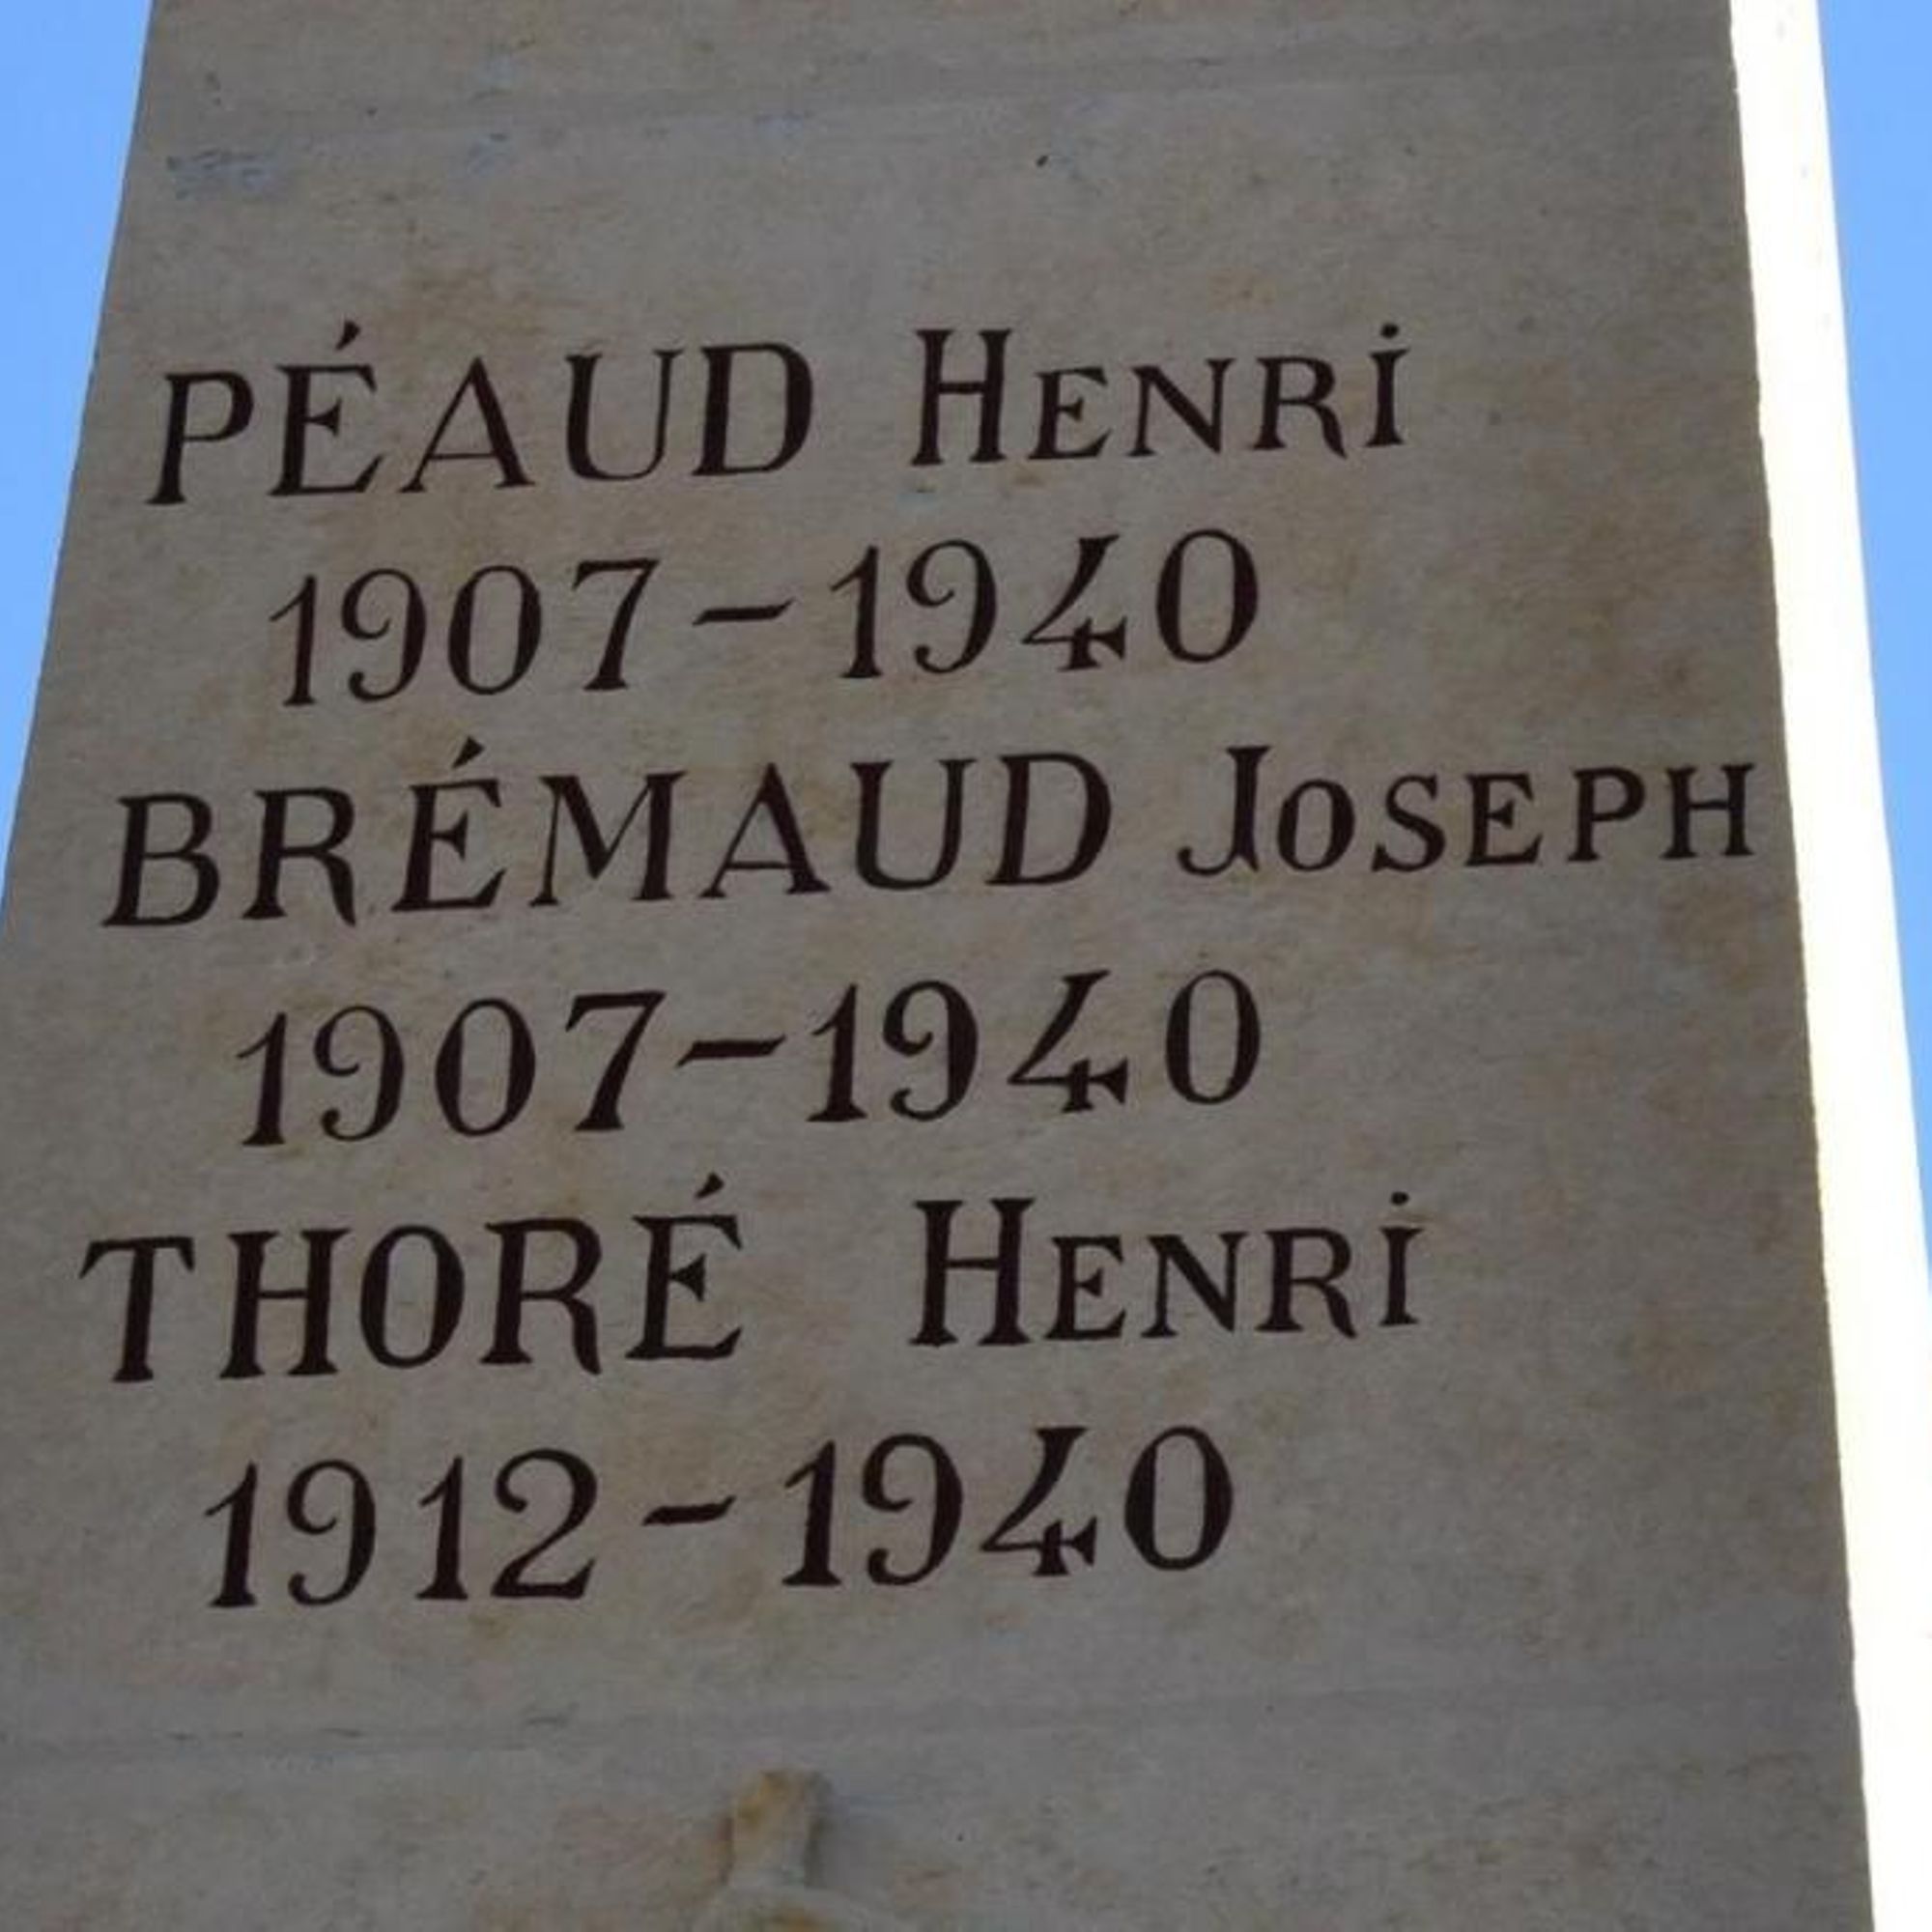 PÉAUD HENRi
1907-1940
BRÉMAUD JOSEPH
1907-1940
THORÉ HENRi
1912-1940